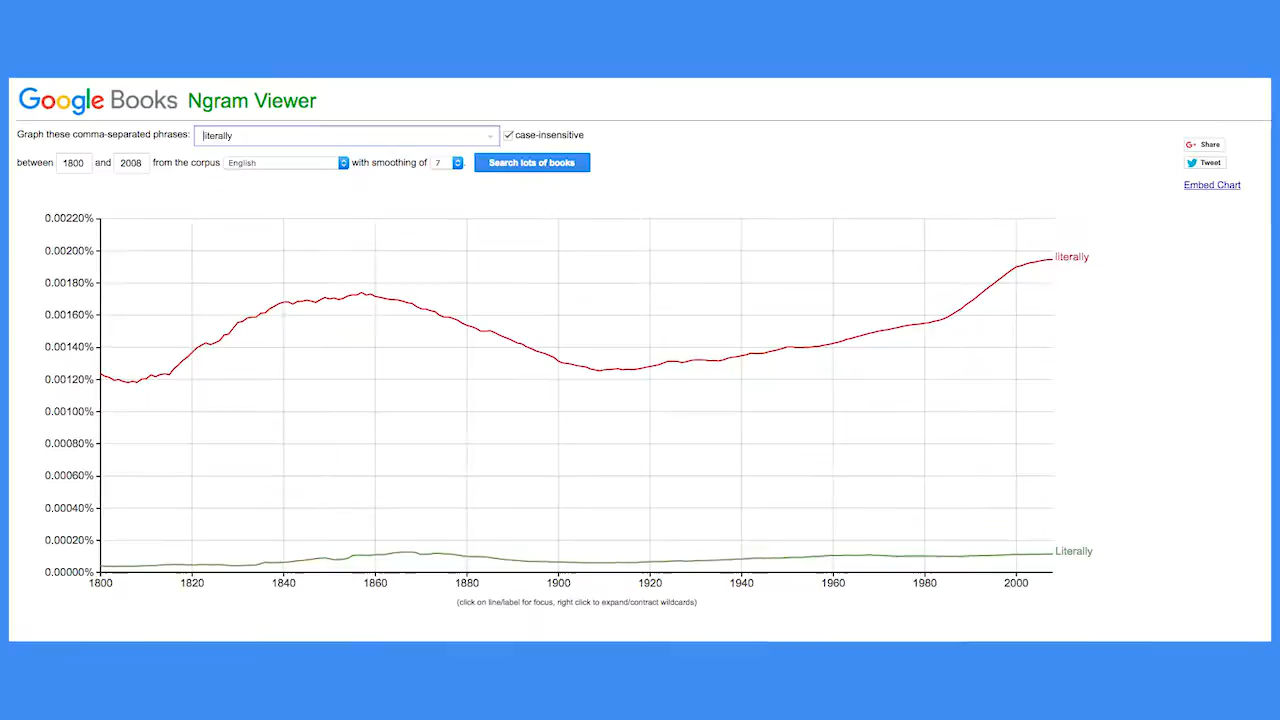 Google Books Ngram Viewer
Graph these comma-separated phrases: literally case-insensitive
between 1800 and 2008 from the corpus English with smoothing of 7 . Search lots of books
G+ Share
Tweet
Embed Chart
0.00220%
0.00200%
0.00180%
0.00160%
0.00140%
0.00120%
0.00100%
0.00080%
0.00060%
0.00040%
0.00020%
0.00000%
literally
Literally
1800 1820 1840 1860 1880 1900 1920 1940 1960 1980 2000
(click on line/label for focus, right click to expand/contract wildcards)